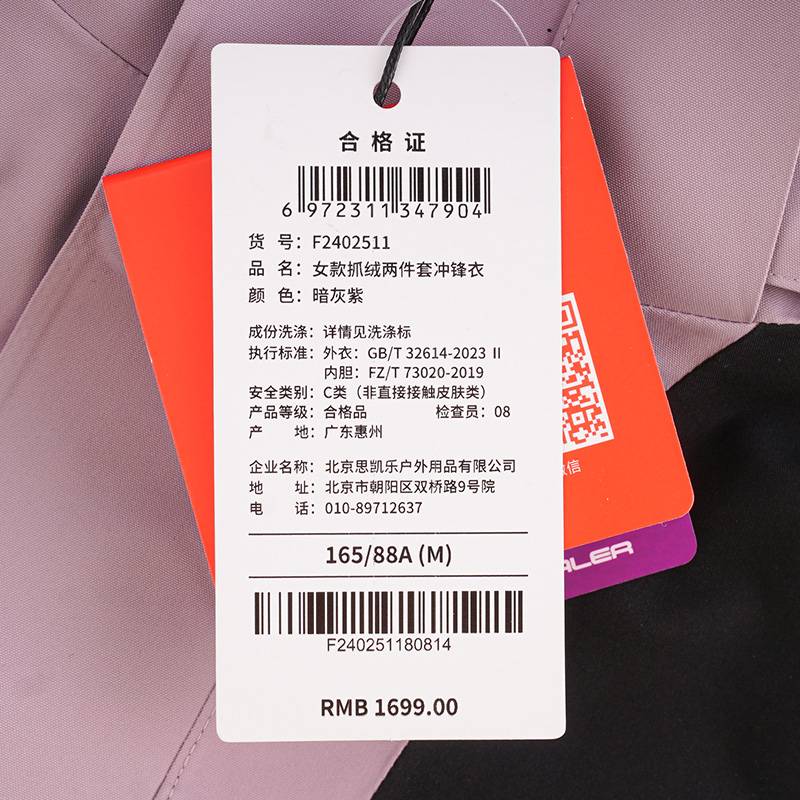 合格证
6 972311 347904
货 号：F2402511
品 名：女款抓绒两件套冲锋衣
颜 色：暗灰紫
成份洗涤：详情见洗涤标
执行标准：外衣：GB/T 32614-2023 II
内胆：FZ/T 73020-2019
安全类别：C类（非直接接触皮肤类）
产品等级：合格品 检查员：08
产 地：广东惠州
企业名称：北京思凯乐户外用品有限公司
地 址：北京市朝阳区双桥路9号院
电 话：010-89712637
165/88A (M)
F240251180814
RMB 1699.00
微信
ALER